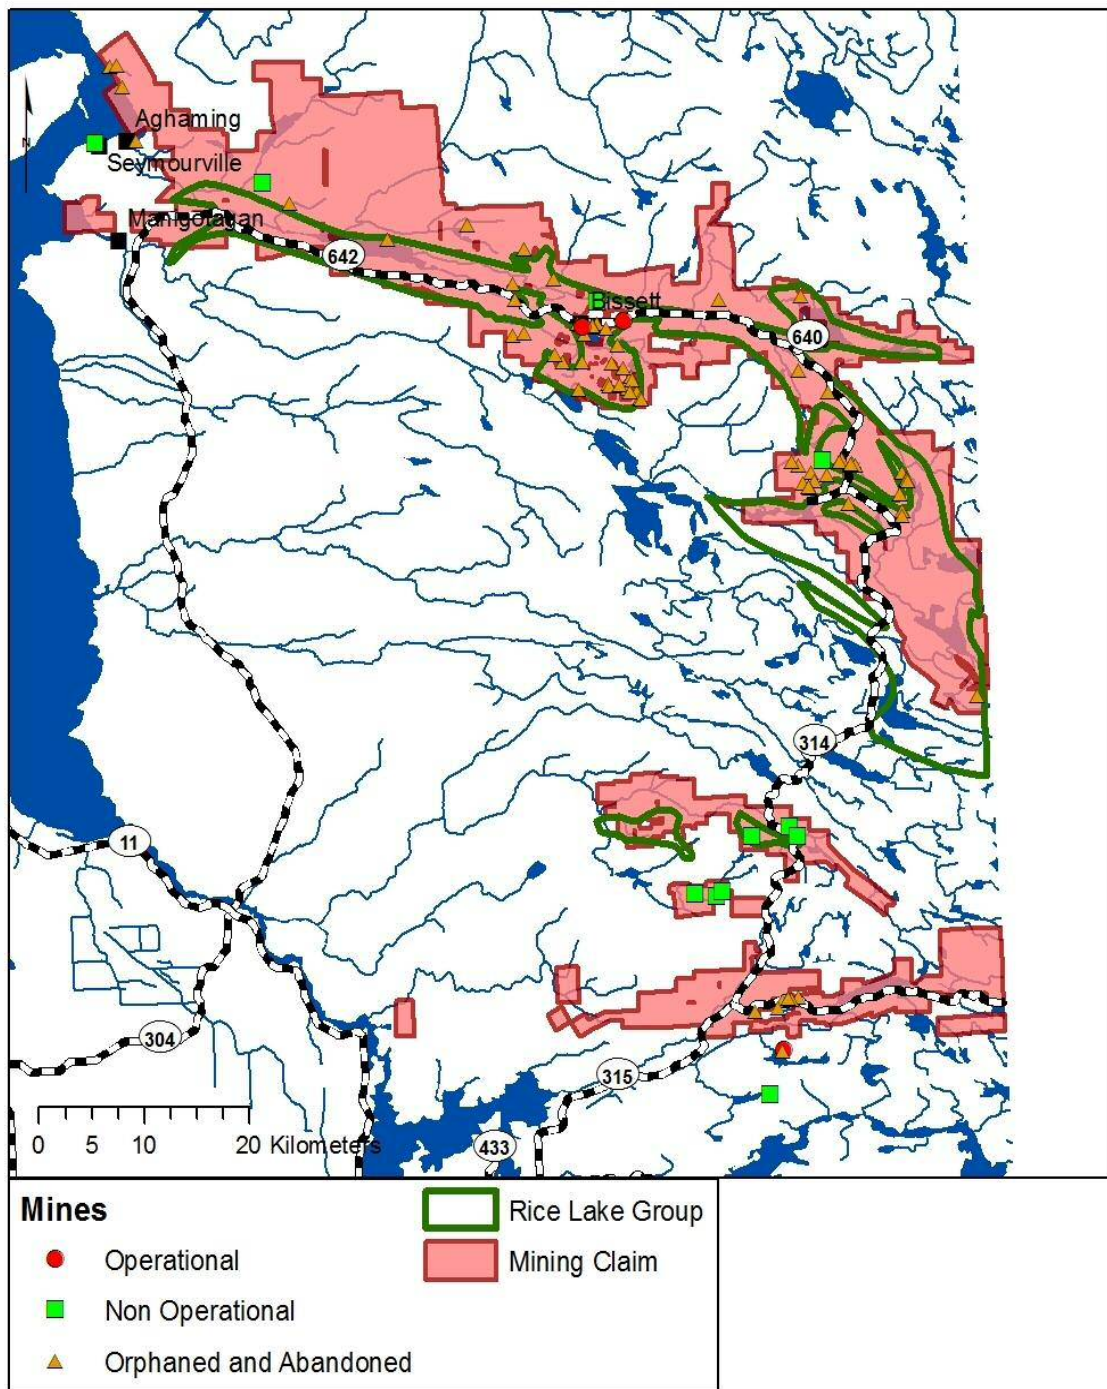 N
Aghaming
Seymourville
Manigotagan
642
Bissett
640
314
11
304
315
433
0 5 10 20 Kilometers
Mines
Operational
Non Operational
Orphaned and Abandoned
Rice Lake Group
Mining Claim